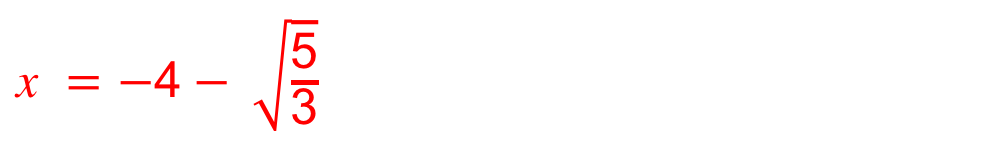 x = −4 − √(5/3)